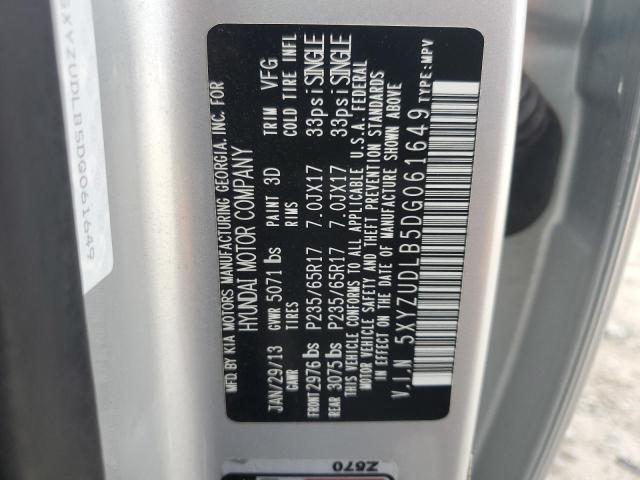 MFD. BY KIA MOTORS MANUFACTURING GEORGIA, INC. FOR
HYUNDAI MOTOR COMPANY
JAN/29/13 GVWR 5071 lbs PAINT 3D TRIM VFG
GAWR TIRES RIMS COLD TIRE INFL
FRONT 2976 lbs P235/65R17 7.0JX17 33psi SINGLE
REAR 3075 lbs P235/65R17 7.0JX17 33psi SINGLE
THIS VEHICLE CONFORMS TO ALL APPLICABLE U.S.A. FEDERAL
MOTOR VEHICLE SAFETY AND THEFT PREVENTION STANDARDS
IN EFFECT ON THE DATE OF MANUFACTURE SHOWN ABOVE
V.I.N 5XYZUDLB5DG061649 TYPE:MPV
5XYZUDLB5DG061649
Z670